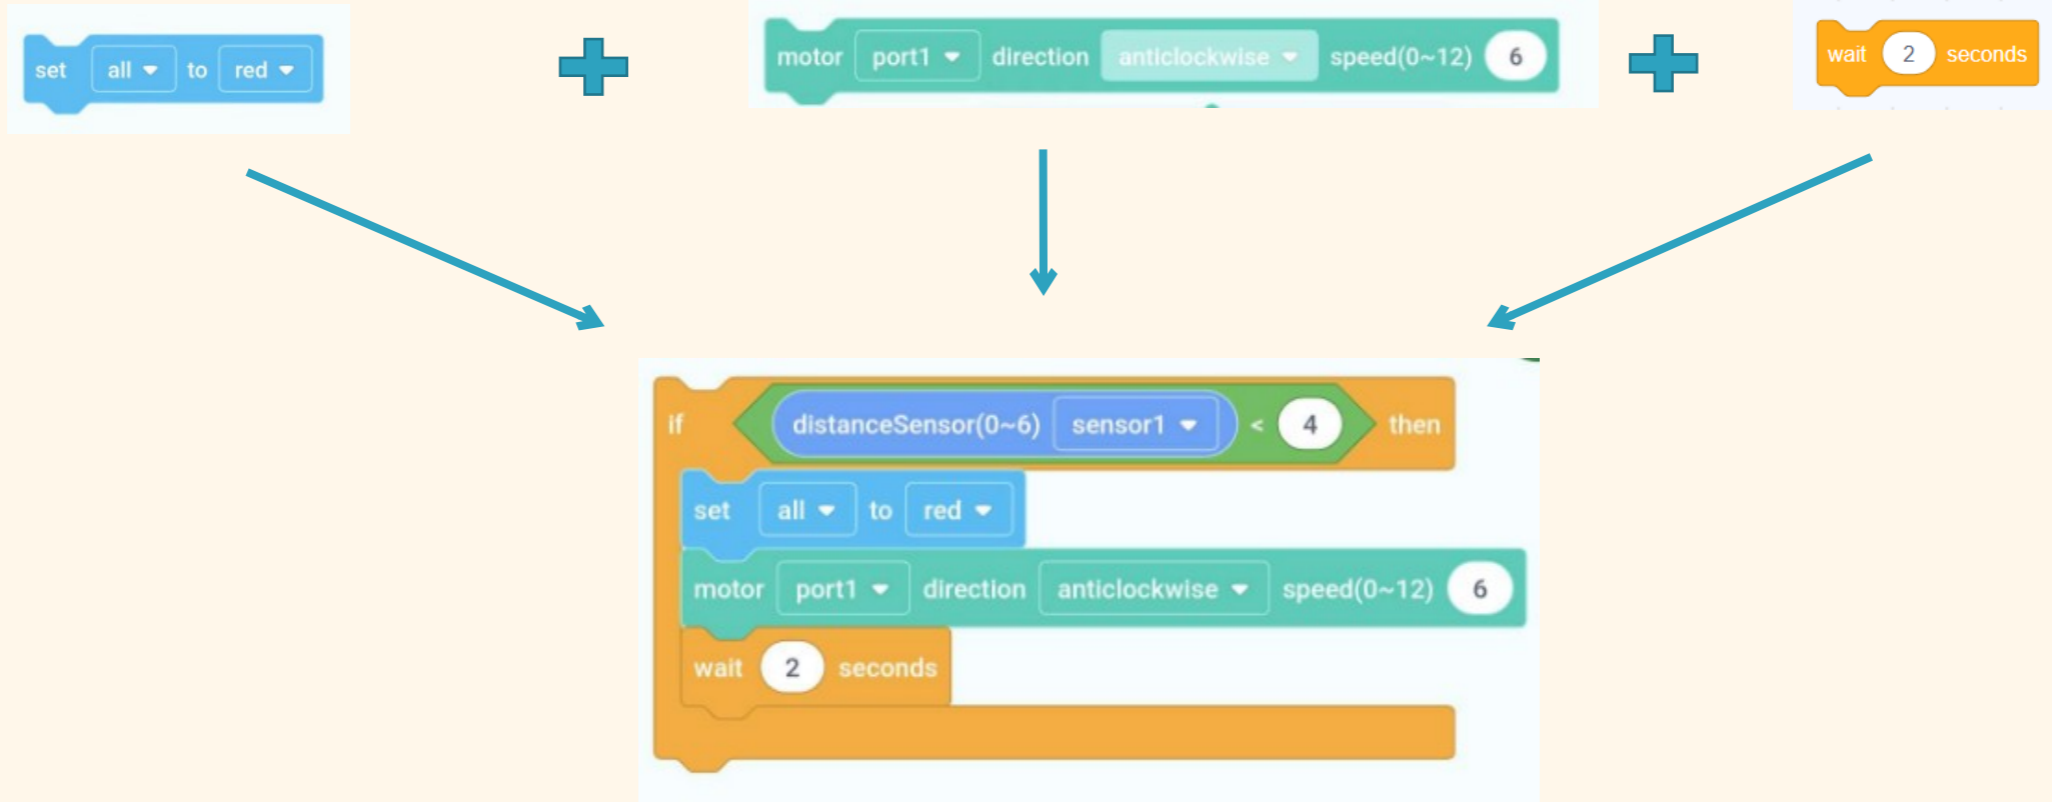 set all to red
motor port1 direction anticlockwise speed(0~12) 6
wait 2 seconds
if distanceSensor(0~6) sensor1 < 4 then
set all to red
motor port1 direction anticlockwise speed(0~12) 6
wait 2 seconds